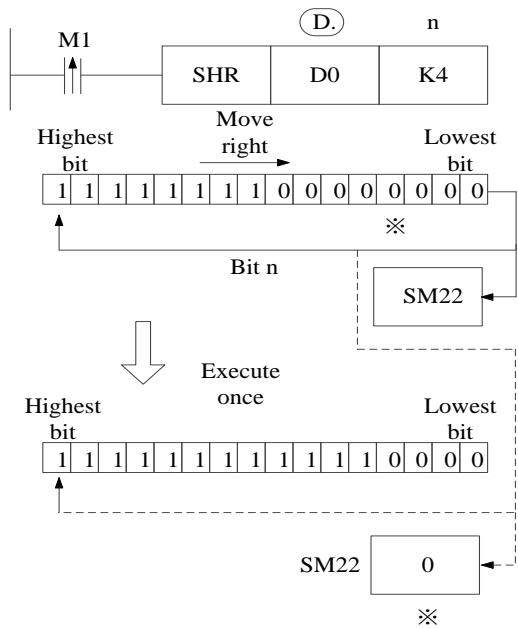 D. n
M1
SHR D0 K4
Move right
Highest bit Lowest bit
1 1 1 1 1 1 1 1 0 0 0 0 0 0 0 0
※
Bit n
SM22
Execute once
Highest bit Lowest bit
1 1 1 1 1 1 1 1 1 1 1 1 0 0 0 0
SM22 0
※